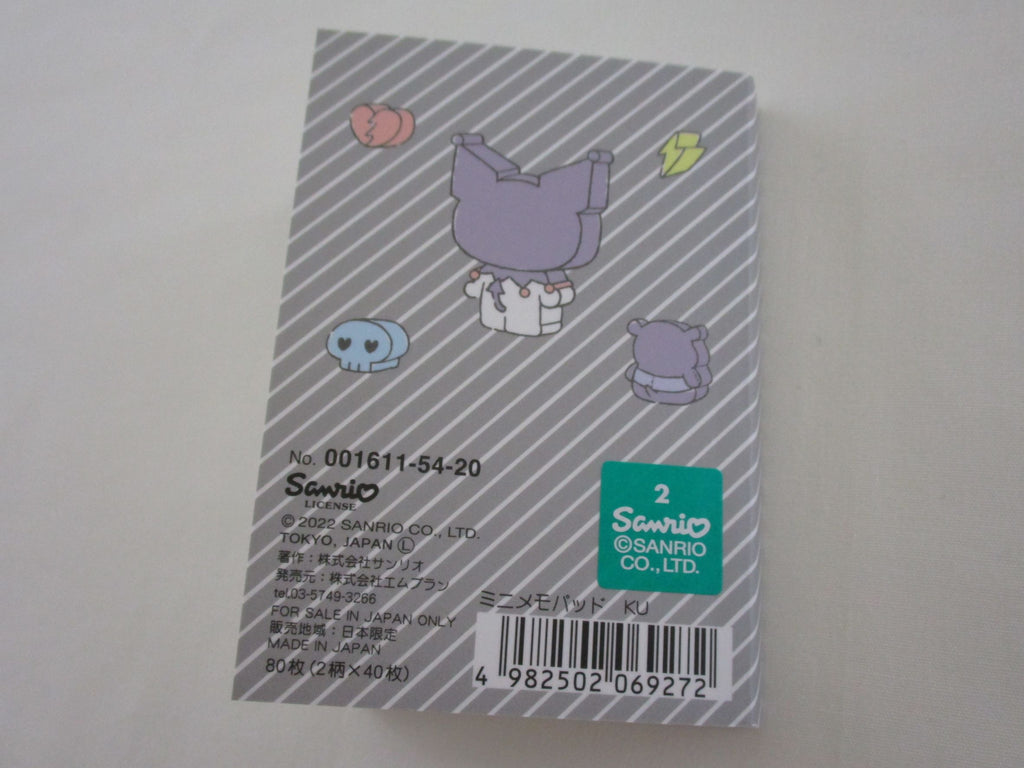 No. 001611-54-20
Sanrio
LICENSE
© 2022 SANRIO CO., LTD.
TOKYO, JAPAN Ⓛ
著作：株式会社サンリオ
発売元：株式会社エムプラン
tel.03-5749-3266
FOR SALE IN JAPAN ONLY
販売地域：日本限定
MADE IN JAPAN
80枚(2柄×40枚)
2
Sanrio
©SANRIO
CO.,LTD.
ミニメモパッド KU
4 982502 069272